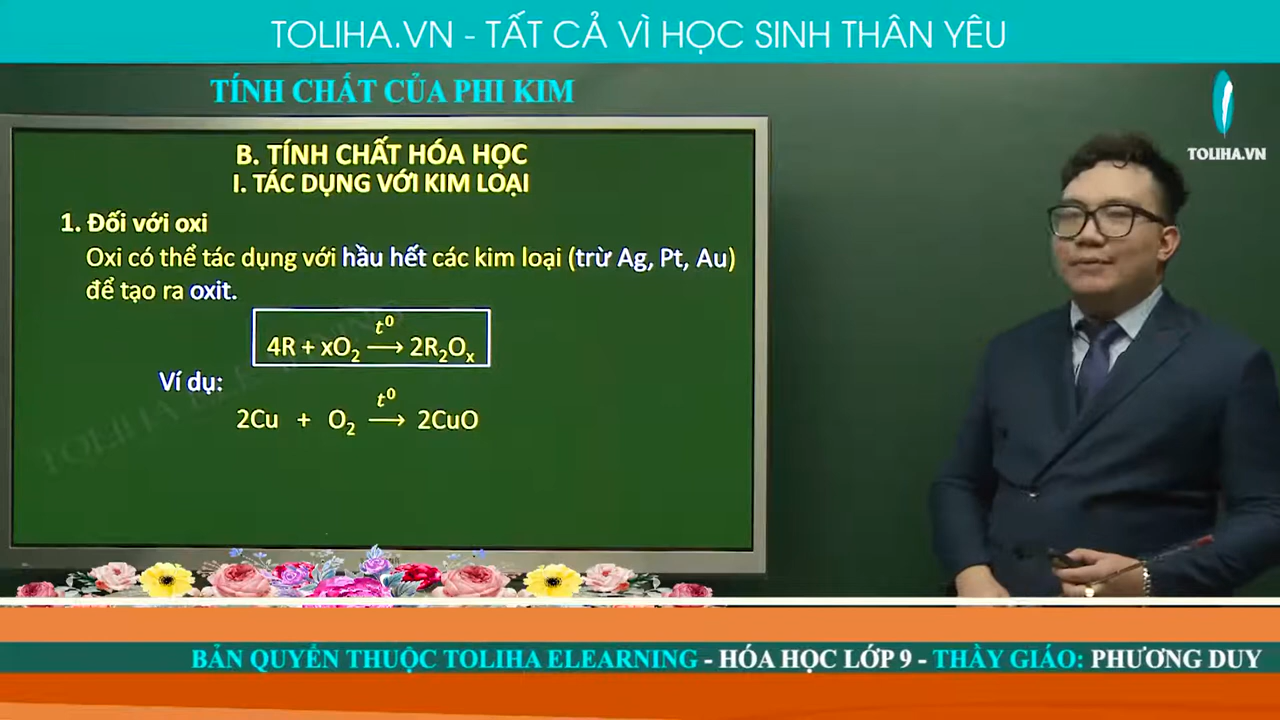 TOLIHA.VN - TẤT CẢ VÌ HỌC SINH THÂN YÊU
TÍNH CHẤT CỦA PHI KIM
TOLIHA.VN
B. TÍNH CHẤT HÓA HỌC
I. TÁC DỤNG VỚI KIM LOẠI
1. Đối với oxi
Oxi có thể tác dụng với hầu hết các kim loại (trừ Ag, Pt, Au)
để tạo ra oxit.
4R + xO₂ —t⁰→ 2R₂Oₓ
Ví dụ:
2Cu + O₂ —t⁰→ 2CuO
TOLIHA ELEARNING
BẢN QUYỀN THUỘC TOLIHA ELEARNING - HÓA HỌC LỚP 9 - THẦY GIÁO: PHƯƠNG DUY